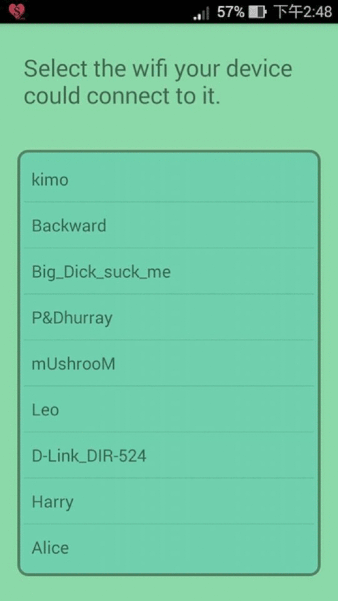 57% 下午2:48
Select the wifi your device
could connect to it.
kimo
Backward
Big_Dick_suck_me
P&Dhurray
mUshrooM
Leo
D-Link_DIR-524
Harry
Alice